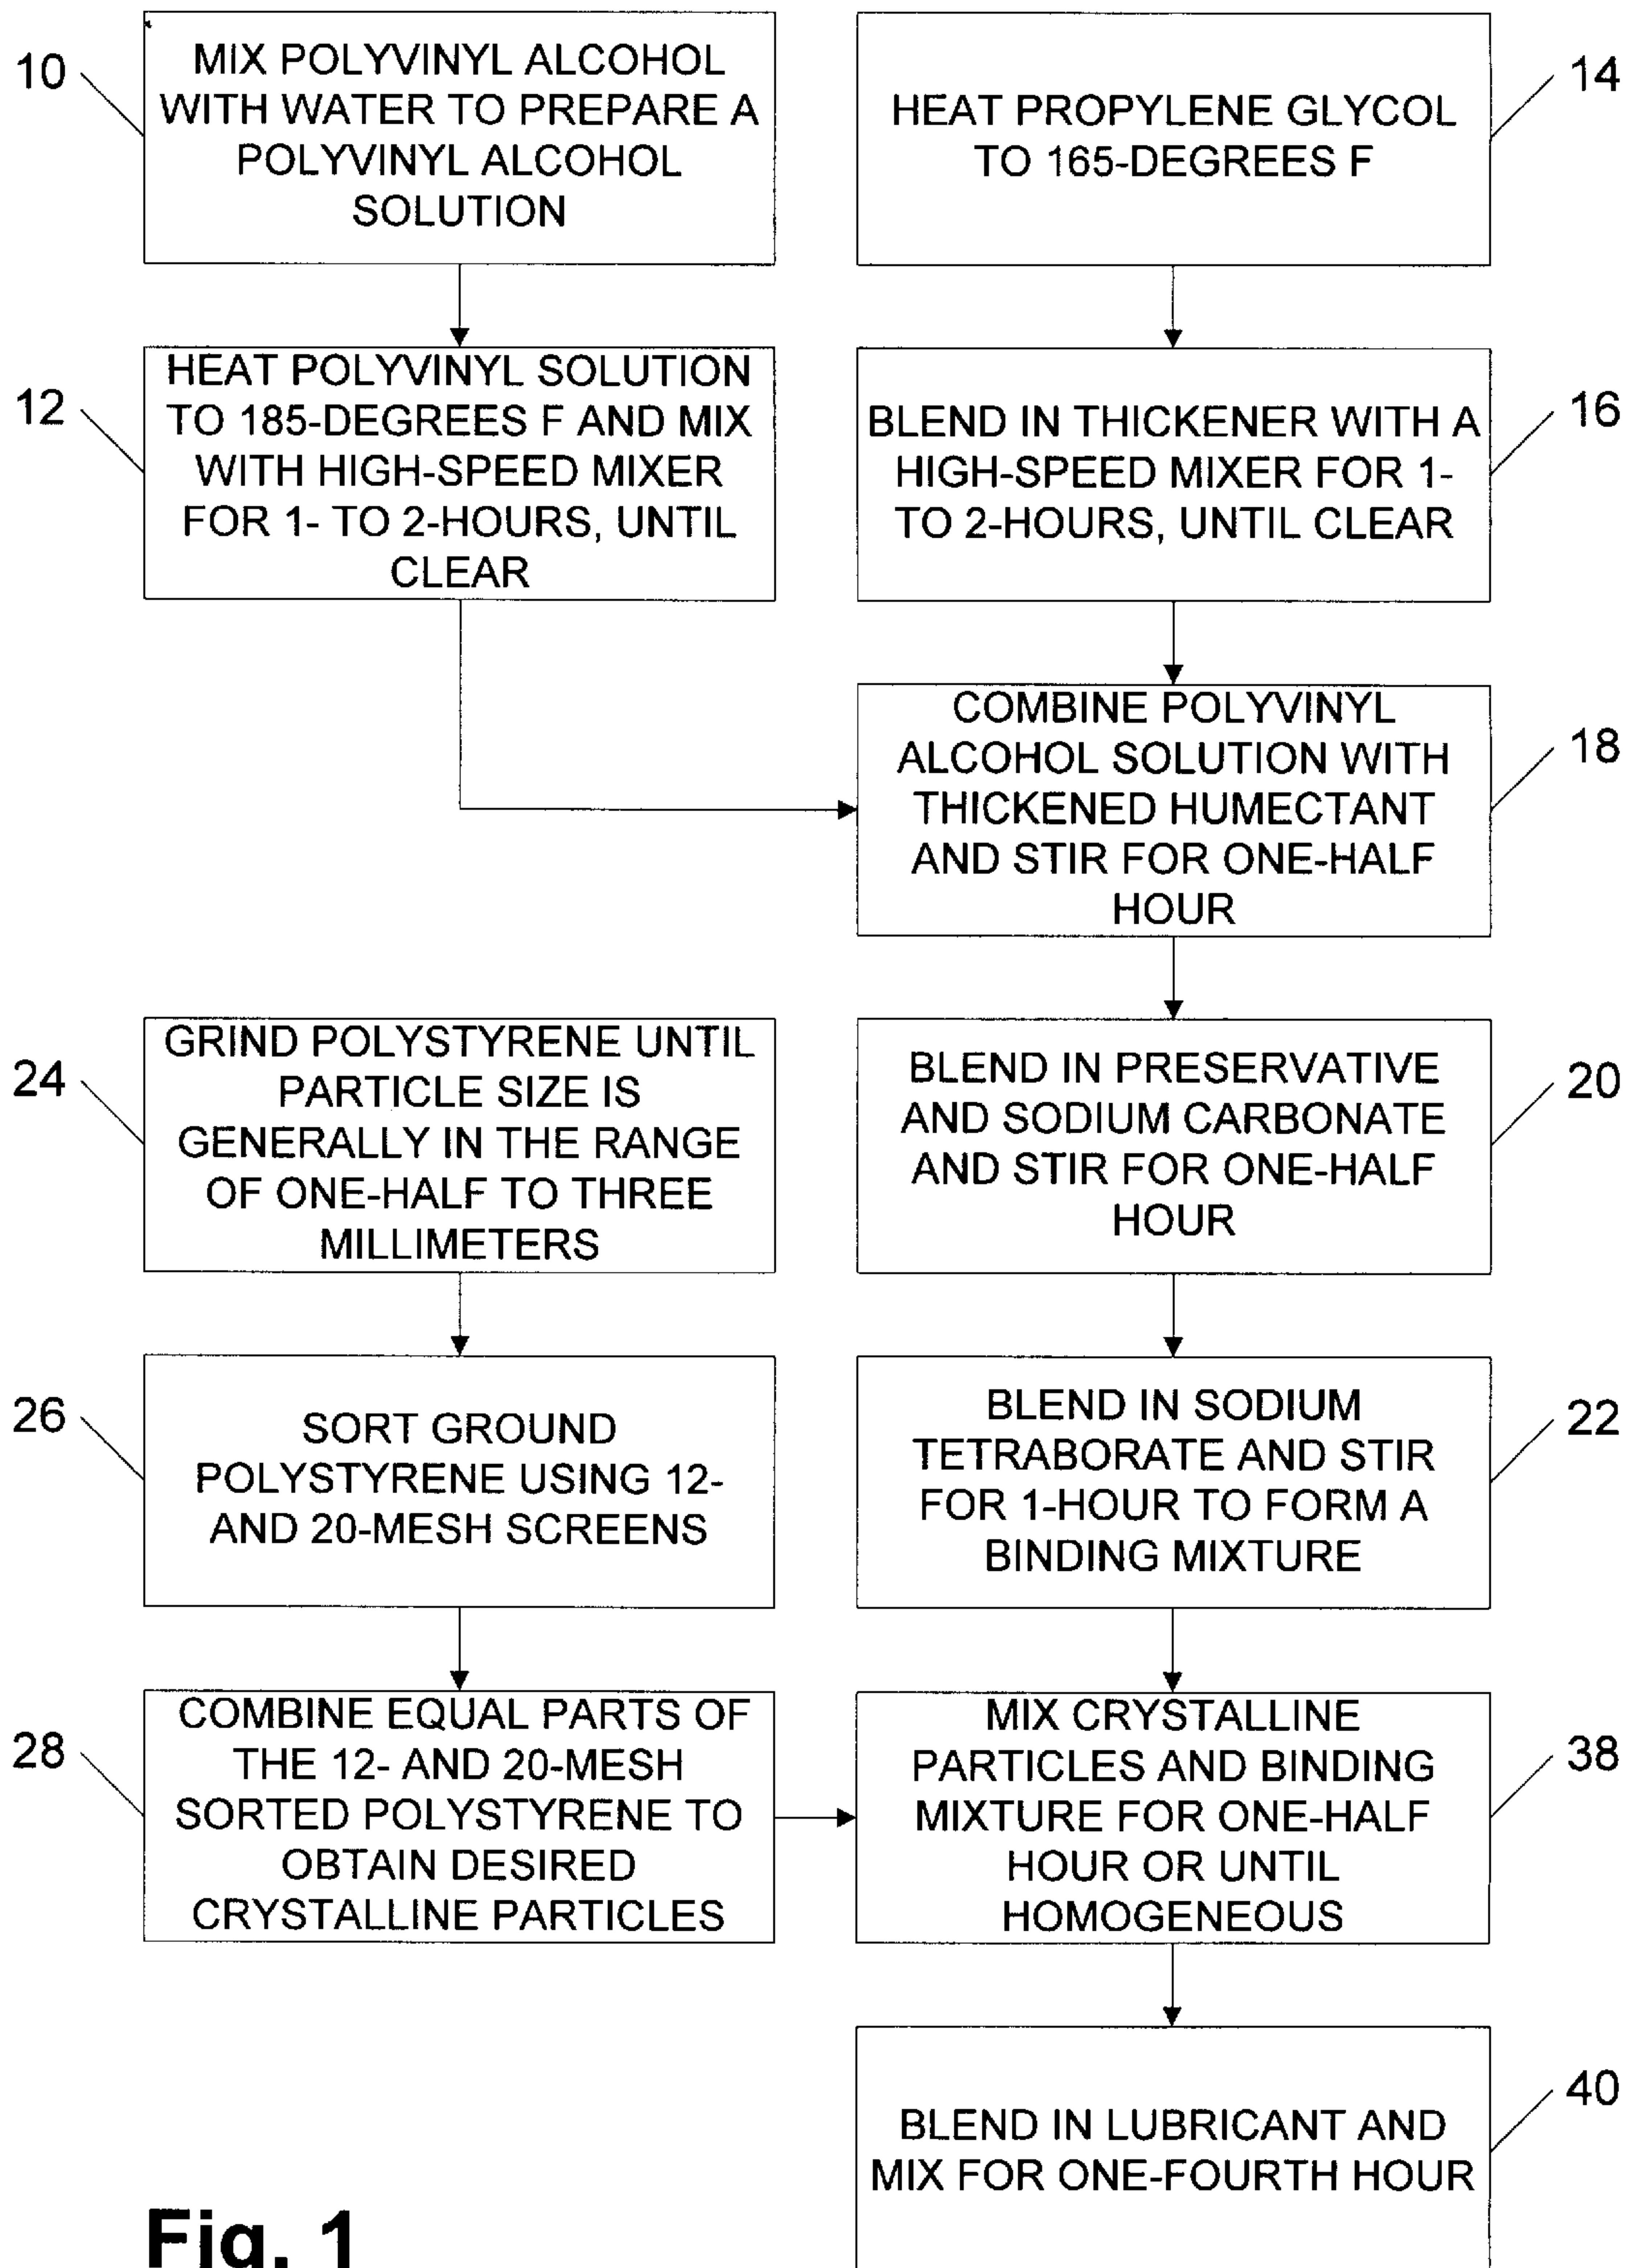 10
MIX POLYVINYL ALCOHOL
WITH WATER TO PREPARE A
POLYVINYL ALCOHOL
SOLUTION
14
HEAT PROPYLENE GLYCOL
TO 165-DEGREES F
12
HEAT POLYVINYL SOLUTION
TO 185-DEGREES F AND MIX
WITH HIGH-SPEED MIXER
FOR 1- TO 2-HOURS, UNTIL
CLEAR
16
BLEND IN THICKENER WITH A
HIGH-SPEED MIXER FOR 1-
TO 2-HOURS, UNTIL CLEAR
18
COMBINE POLYVINYL
ALCOHOL SOLUTION WITH
THICKENED HUMECTANT
AND STIR FOR ONE-HALF
HOUR
24
GRIND POLYSTYRENE UNTIL
PARTICLE SIZE IS
GENERALLY IN THE RANGE
OF ONE-HALF TO THREE
MILLIMETERS
20
BLEND IN PRESERVATIVE
AND SODIUM CARBONATE
AND STIR FOR ONE-HALF
HOUR
26
SORT GROUND
POLYSTYRENE USING 12-
AND 20-MESH SCREENS
22
BLEND IN SODIUM
TETRABORATE AND STIR
FOR 1-HOUR TO FORM A
BINDING MIXTURE
28
COMBINE EQUAL PARTS OF
THE 12- AND 20-MESH
SORTED POLYSTYRENE TO
OBTAIN DESIRED
CRYSTALLINE PARTICLES
38
MIX CRYSTALLINE
PARTICLES AND BINDING
MIXTURE FOR ONE-HALF
HOUR OR UNTIL
HOMOGENEOUS
40
BLEND IN LUBRICANT AND
MIX FOR ONE-FOURTH HOUR
Fig. 1